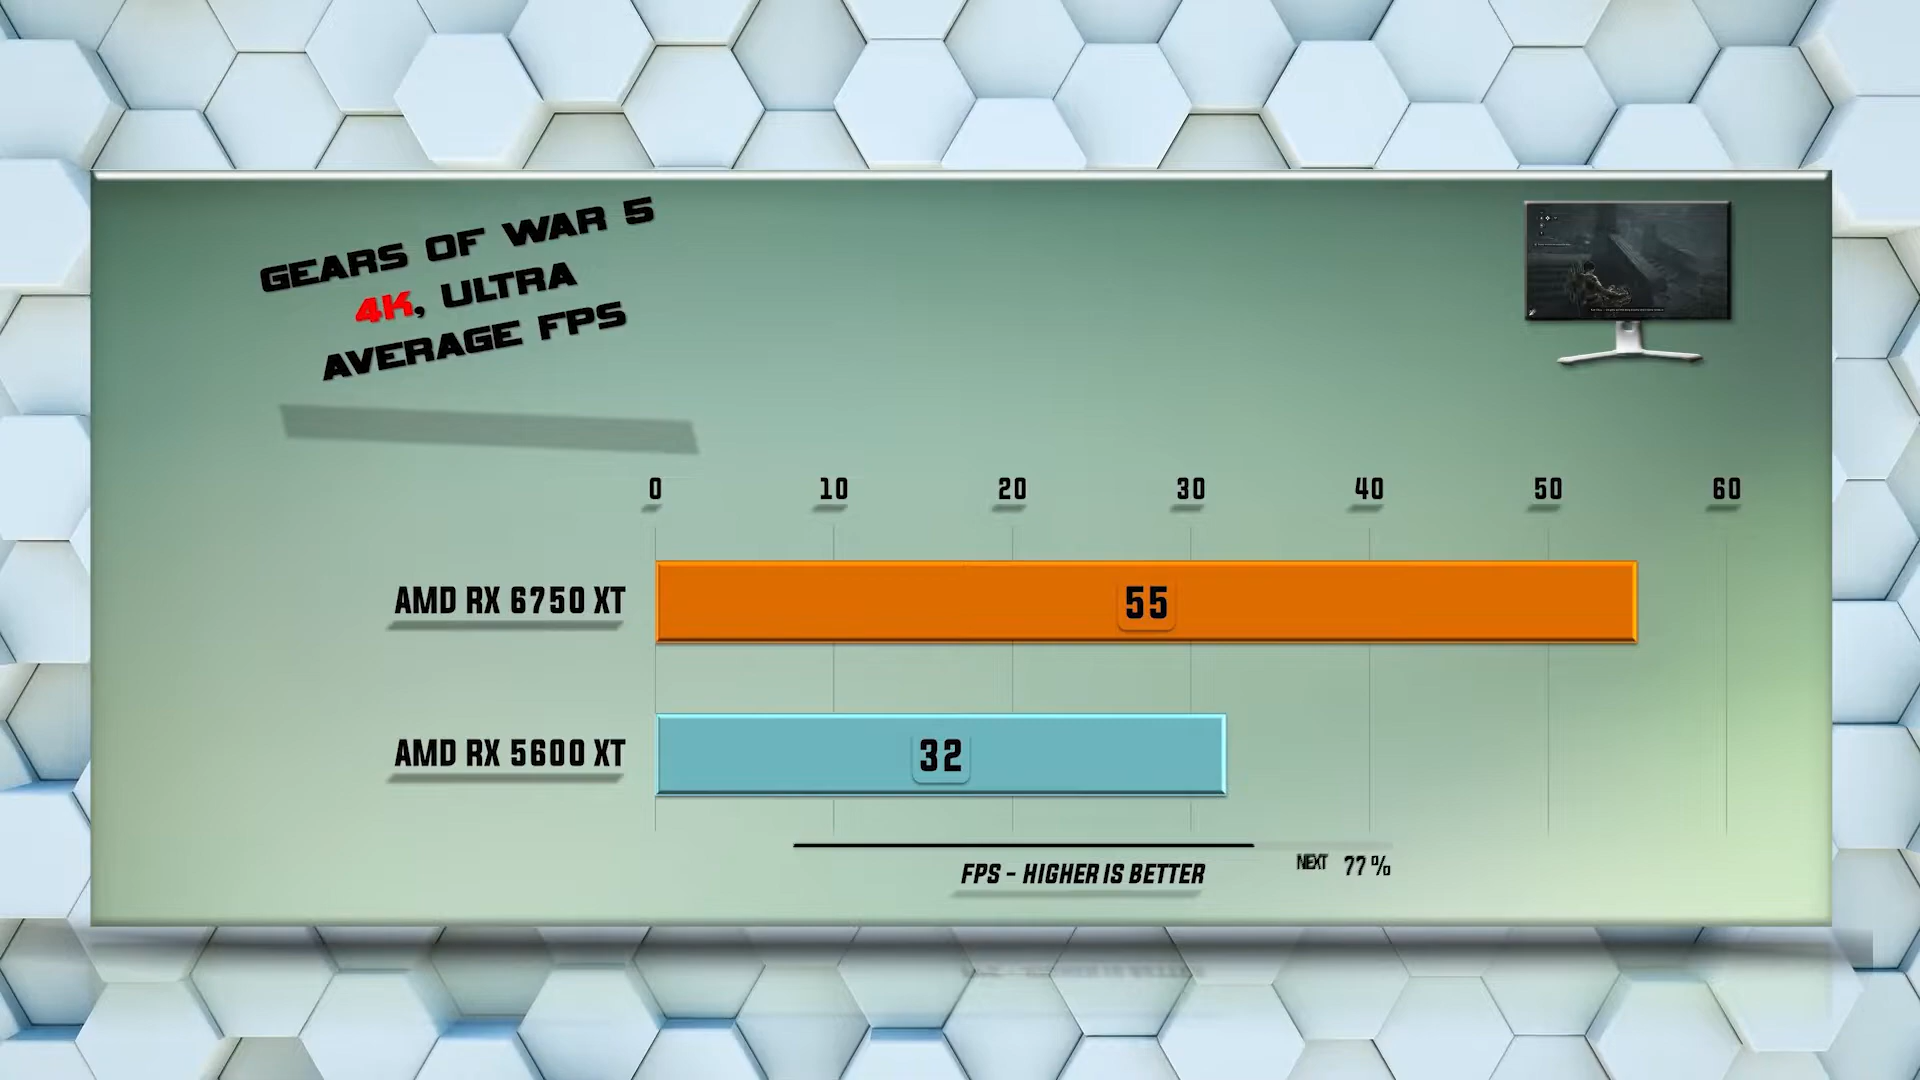 GEARS OF WAR 5
4K, ULTRA
AVERAGE FPS
0 10 20 30 40 50 60
AMD RX 6750 XT 55
AMD RX 5600 XT 32
FPS - HIGHER IS BETTER
NEXT 77%